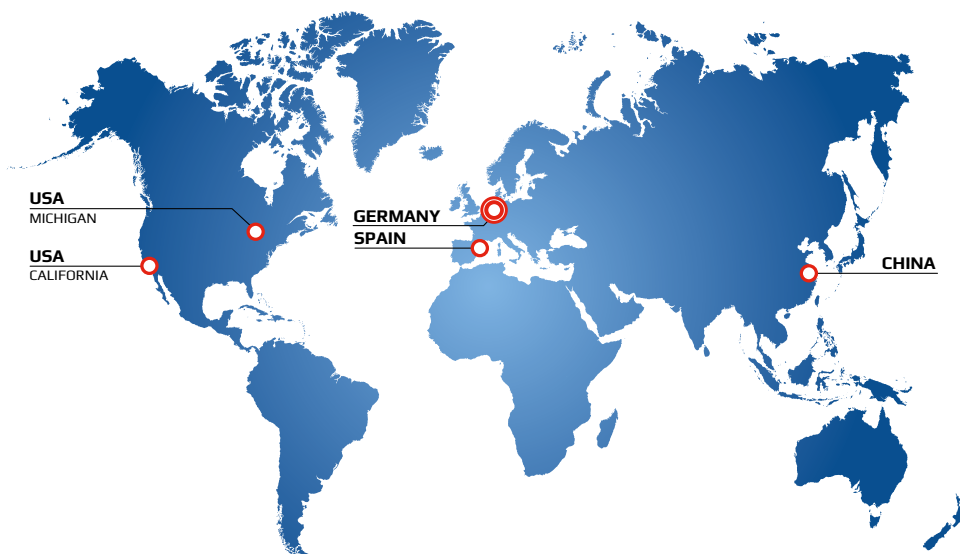 USA
MICHIGAN
USA
CALIFORNIA
GERMANY
SPAIN
CHINA